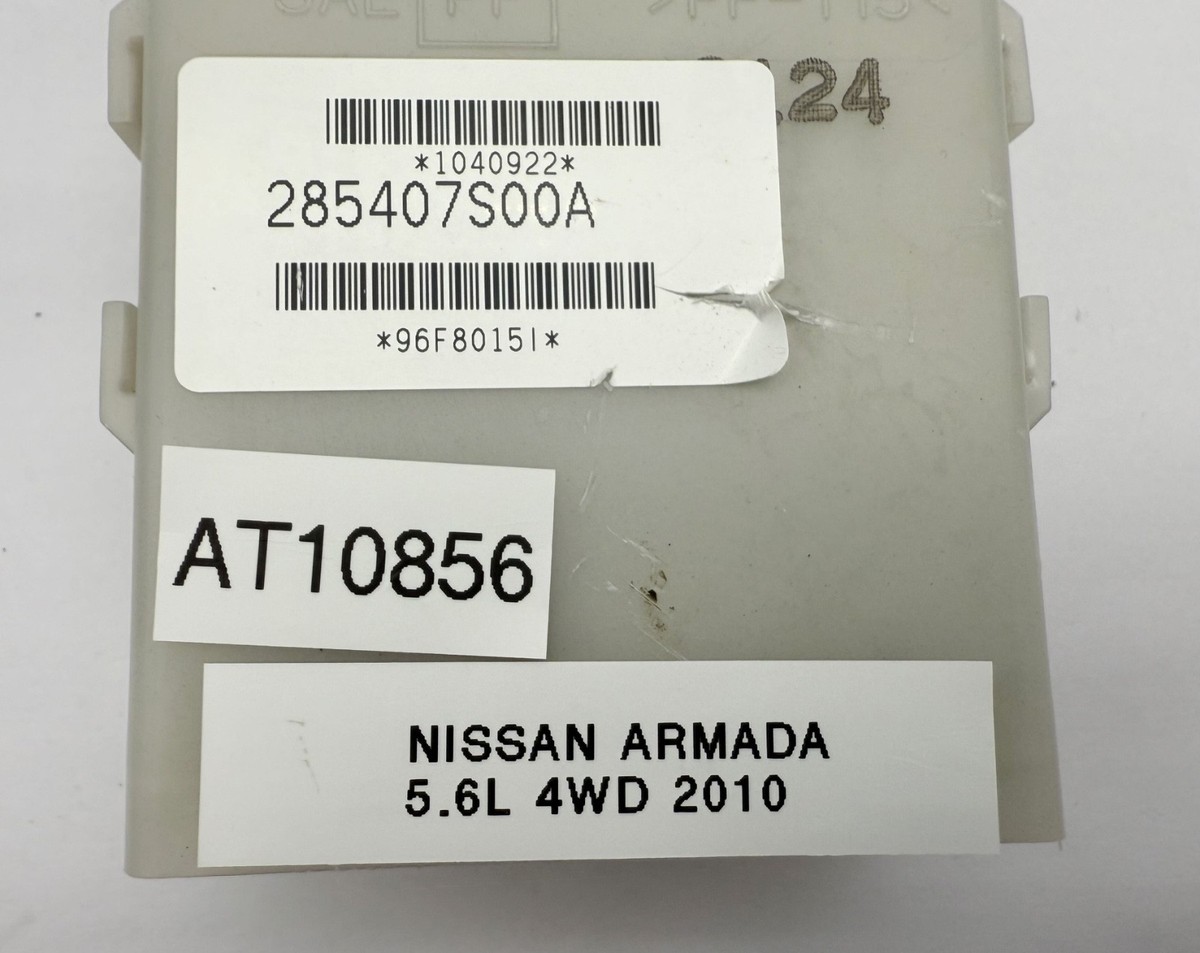 24
*1040922*
285407S00A
*96F8015I*
AT10856
NISSAN ARMADA
5.6L 4WD 2010